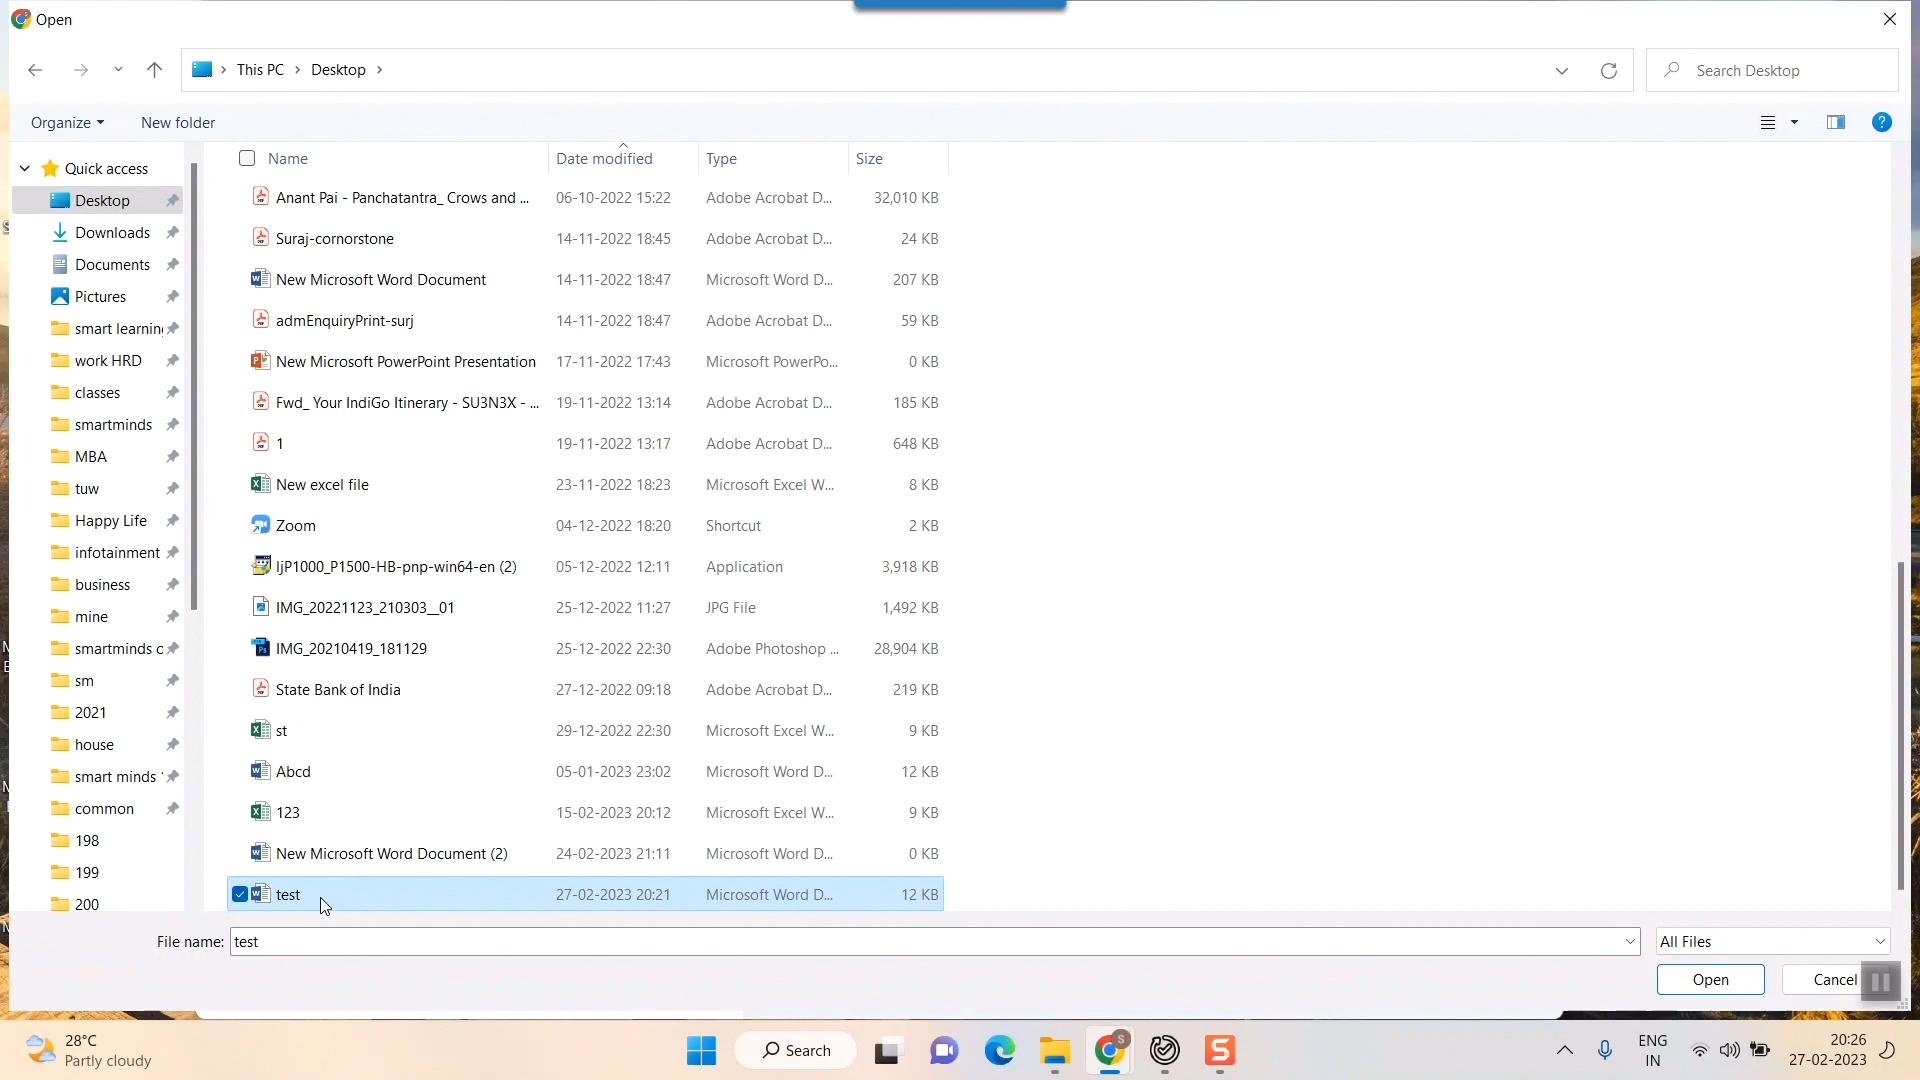 Open
This PC > Desktop >
Search Desktop
Organize
New folder
Name Date modified Type Size
Quick access
Desktop
Downloads
Documents
Pictures
smart learnin
work HRD
classes
smartminds
MBA
tuw
Happy Life
infotainment
business
mine
smartminds c
sm
2021
house
smart minds
common
198
199
200
Anant Pai - Panchatantra_ Crows and ... 06-10-2022 15:22 Adobe Acrobat D... 32,010 KB
Suraj-cornorstone 14-11-2022 18:45 Adobe Acrobat D... 24 KB
New Microsoft Word Document 14-11-2022 18:47 Microsoft Word D... 207 KB
admEnquiryPrint-surj 14-11-2022 18:47 Adobe Acrobat D... 59 KB
New Microsoft PowerPoint Presentation 17-11-2022 17:43 Microsoft PowerPo... 0 KB
Fwd_ Your IndiGo Itinerary - SU3N3X - ... 19-11-2022 13:14 Adobe Acrobat D... 185 KB
1 19-11-2022 13:17 Adobe Acrobat D... 648 KB
New excel file 23-11-2022 18:23 Microsoft Excel W... 8 KB
Zoom 04-12-2022 18:20 Shortcut 2 KB
IjP1000_P1500-HB-pnp-win64-en (2) 05-12-2022 12:11 Application 3,918 KB
IMG_20221123_210303__01 25-12-2022 11:27 JPG File 1,492 KB
IMG_20210419_181129 25-12-2022 22:30 Adobe Photoshop ... 28,904 KB
State Bank of India 27-12-2022 09:18 Adobe Acrobat D... 219 KB
st 29-12-2022 22:30 Microsoft Excel W... 9 KB
Abcd 05-01-2023 23:02 Microsoft Word D... 12 KB
123 15-02-2023 20:12 Microsoft Excel W... 9 KB
New Microsoft Word Document (2) 24-02-2023 21:11 Microsoft Word D... 0 KB
test 27-02-2023 20:21 Microsoft Word D... 12 KB
File name: test
All Files
Open
Cancel
28°C
Partly cloudy
Search
ENG
IN
20:26
27-02-2023